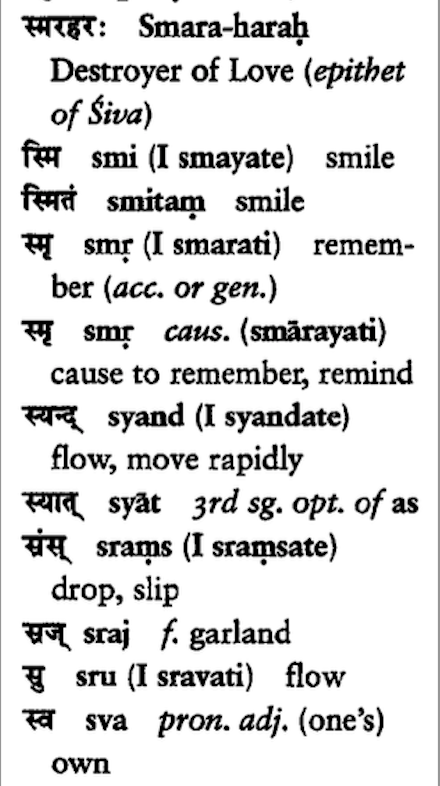 स्मरहरः Smara-haraḥ
Destroyer of Love (epithet
of Śiva)
स्मि smi (I smayate) smile
स्मितं smitaṃ smile
स्मृ smṛ (I smarati) remem-
ber (acc. or gen.)
स्मृ smṛ caus. (smārayati)
cause to remember, remind
स्यन्द् syand (I syandate)
flow, move rapidly
स्यात् syāt 3rd sg. opt. of as
स्रंस् sraṃs (I sraṃsate)
drop, slip
स्रज् sraj f. garland
स्रु sru (I sravati) flow
स्व sva pron. adj. (one's)
own